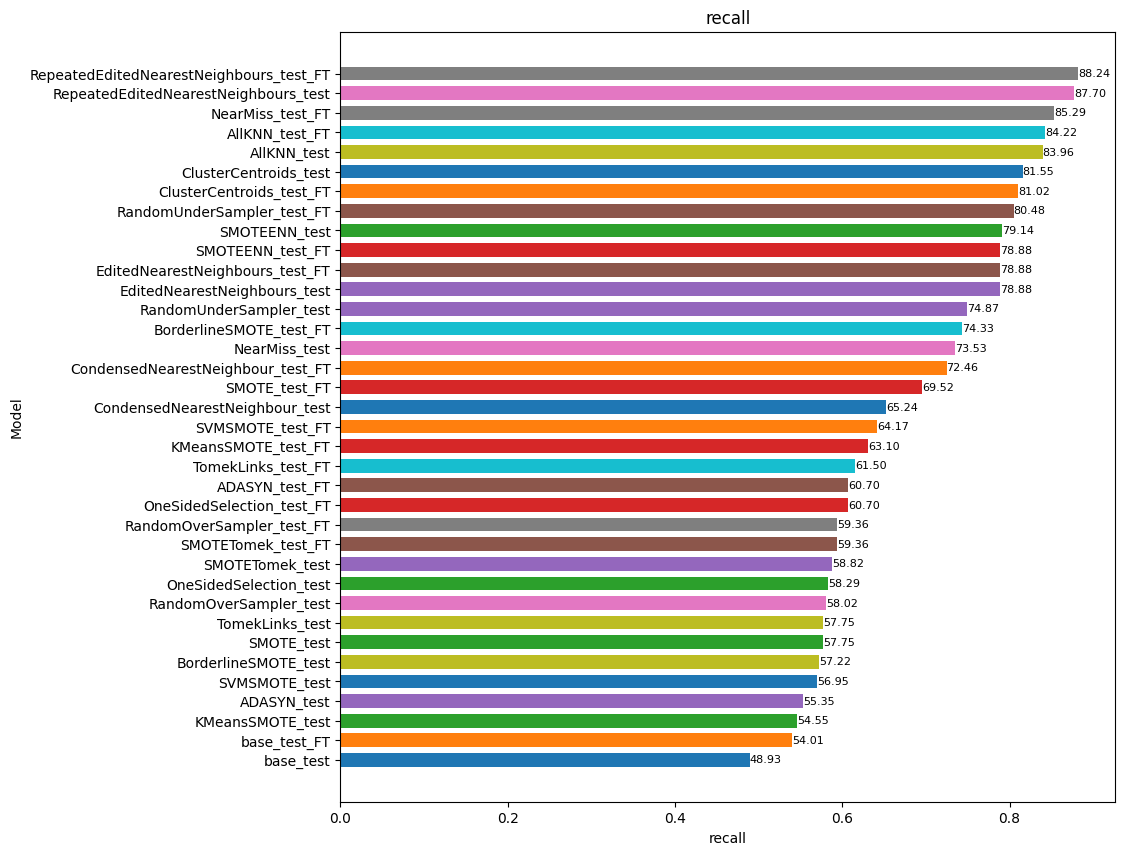 recall
RepeatedEditedNearestNeighbours_test_FT 88.24
RepeatedEditedNearestNeighbours_test 87.70
NearMiss_test_FT 85.29
AllKNN_test_FT 84.22
AllKNN_test 83.96
ClusterCentroids_test 81.55
ClusterCentroids_test_FT 81.02
RandomUnderSampler_test_FT 80.48
SMOTEENN_test 79.14
SMOTEENN_test_FT 78.88
EditedNearestNeighbours_test_FT 78.88
EditedNearestNeighbours_test 78.88
RandomUnderSampler_test 74.87
BorderlineSMOTE_test_FT 74.33
NearMiss_test 73.53
CondensedNearestNeighbour_test_FT 72.46
SMOTE_test_FT 69.52
CondensedNearestNeighbour_test 65.24
SVMSMOTE_test_FT 64.17
KMeansSMOTE_test_FT 63.10
TomekLinks_test_FT 61.50
ADASYN_test_FT 60.70
OneSidedSelection_test_FT 60.70
RandomOverSampler_test_FT 59.36
SMOTETomek_test_FT 59.36
SMOTETomek_test 58.82
OneSidedSelection_test 58.29
RandomOverSampler_test 58.02
TomekLinks_test 57.75
SMOTE_test 57.75
BorderlineSMOTE_test 57.22
SVMSMOTE_test 56.95
ADASYN_test 55.35
KMeansSMOTE_test 54.55
base_test_FT 54.01
base_test 48.93
Model
0.0 0.2 0.4 0.6 0.8
recall